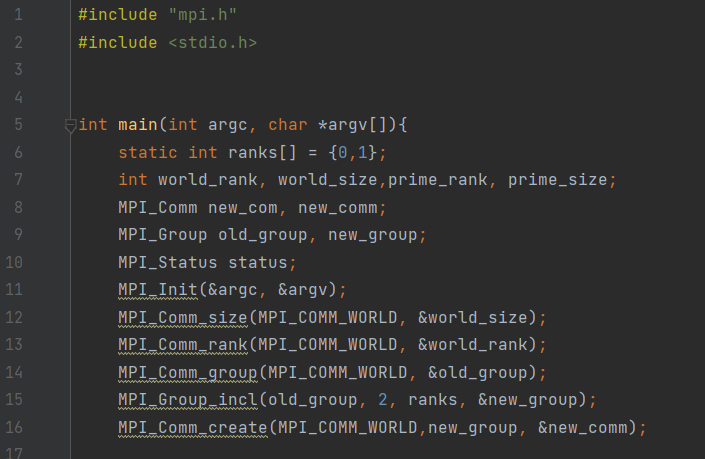 1 #include "mpi.h"
2 #include <stdio.h>
3
4
5 int main(int argc, char *argv[]){
6 static int ranks[] = {0,1};
7 int world_rank, world_size,prime_rank, prime_size;
8 MPI_Comm new_com, new_comm;
9 MPI_Group old_group, new_group;
10 MPI_Status status;
11 MPI_Init(&argc, &argv);
12 MPI_Comm_size(MPI_COMM_WORLD, &world_size);
13 MPI_Comm_rank(MPI_COMM_WORLD, &world_rank);
14 MPI_Comm_group(MPI_COMM_WORLD, &old_group);
15 MPI_Group_incl(old_group, 2, ranks, &new_group);
16 MPI_Comm_create(MPI_COMM_WORLD,new_group, &new_comm);
17